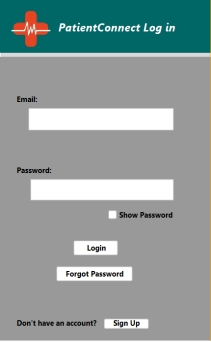 PatientConnect Log in
Email:
Password:
Show Password
Login
Forgot Password
Don't have an account? Sign Up